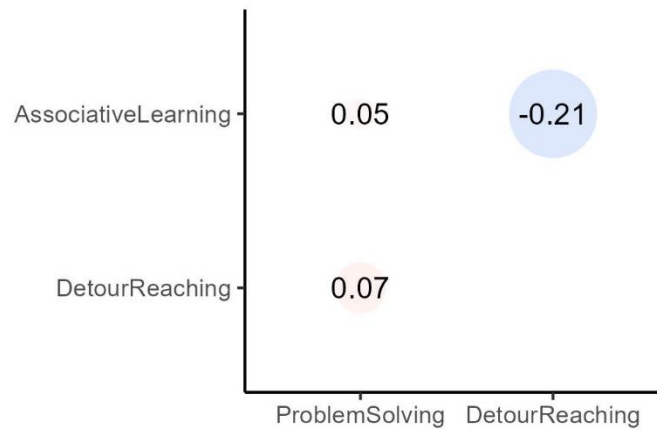 AssociativeLearning 0.05 -0.21
DetourReaching 0.07
ProblemSolving DetourReaching